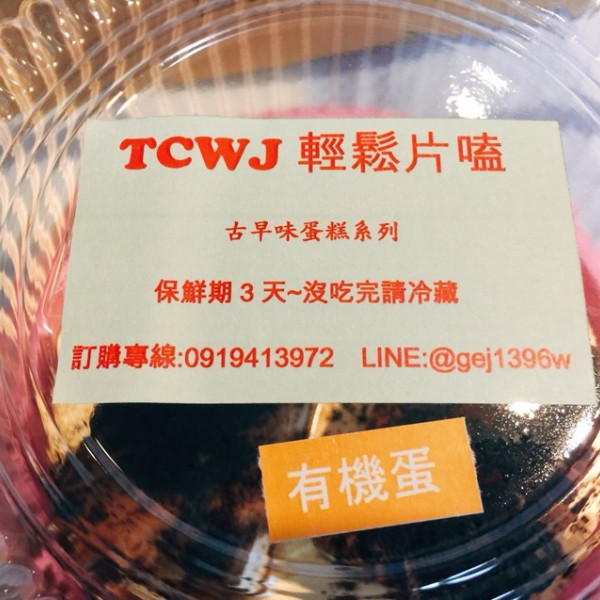 TCWJ 輕鬆片嗑
古早味蛋糕系列
保鮮期 3 天~沒吃完請冷藏
訂購專線:0919413972 LINE:@gej1396w
有機蛋